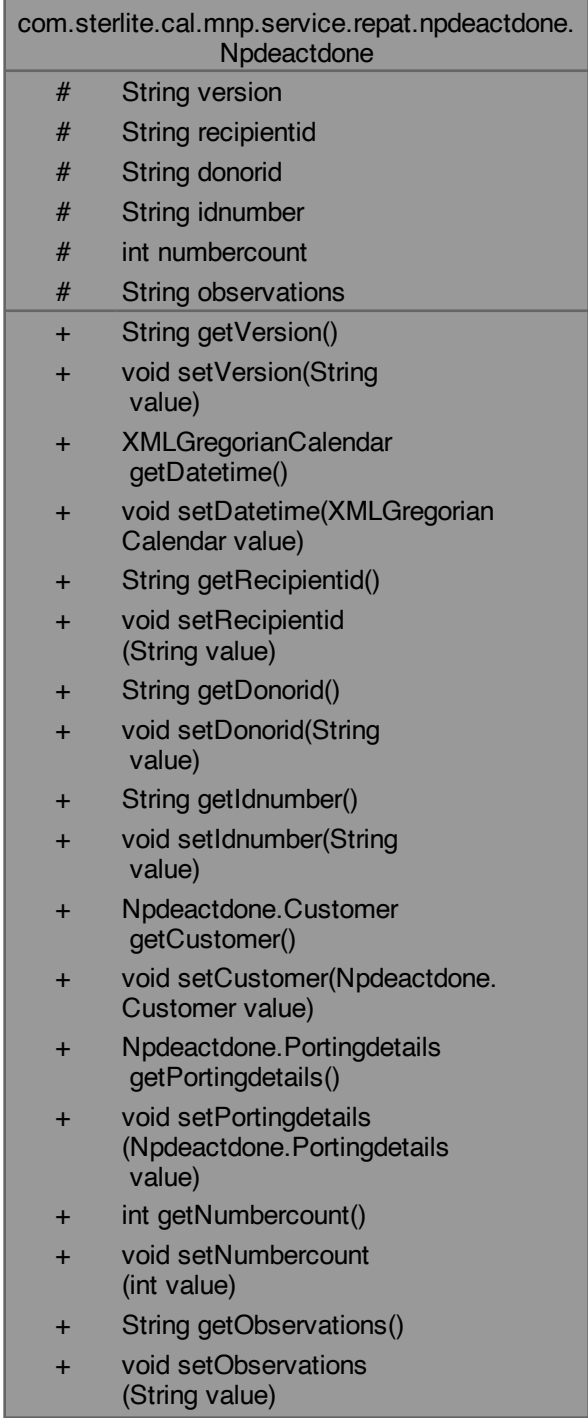 com.sterlite.cal.mnp.service.repat.npdeactdone.
Npdeactdone
# String version
# String recipientid
# String donorid
# String idnumber
# int numbercount
# String observations
+ String getVersion()
+ void setVersion(String
value)
+ XMLGregorianCalendar
getDatetime()
+ void setDatetime(XMLGregorian
Calendar value)
+ String getRecipientid()
+ void setRecipientid
(String value)
+ String getDonorid()
+ void setDonorid(String
value)
+ String getIdnumber()
+ void setIdnumber(String
value)
+ Npdeactdone.Customer
getCustomer()
+ void setCustomer(Npdeactdone.
Customer value)
+ Npdeactdone.Portingdetails
getPortingdetails()
+ void setPortingdetails
(Npdeactdone.Portingdetails
value)
+ int getNumbercount()
+ void setNumbercount
(int value)
+ String getObservations()
+ void setObservations
(String value)